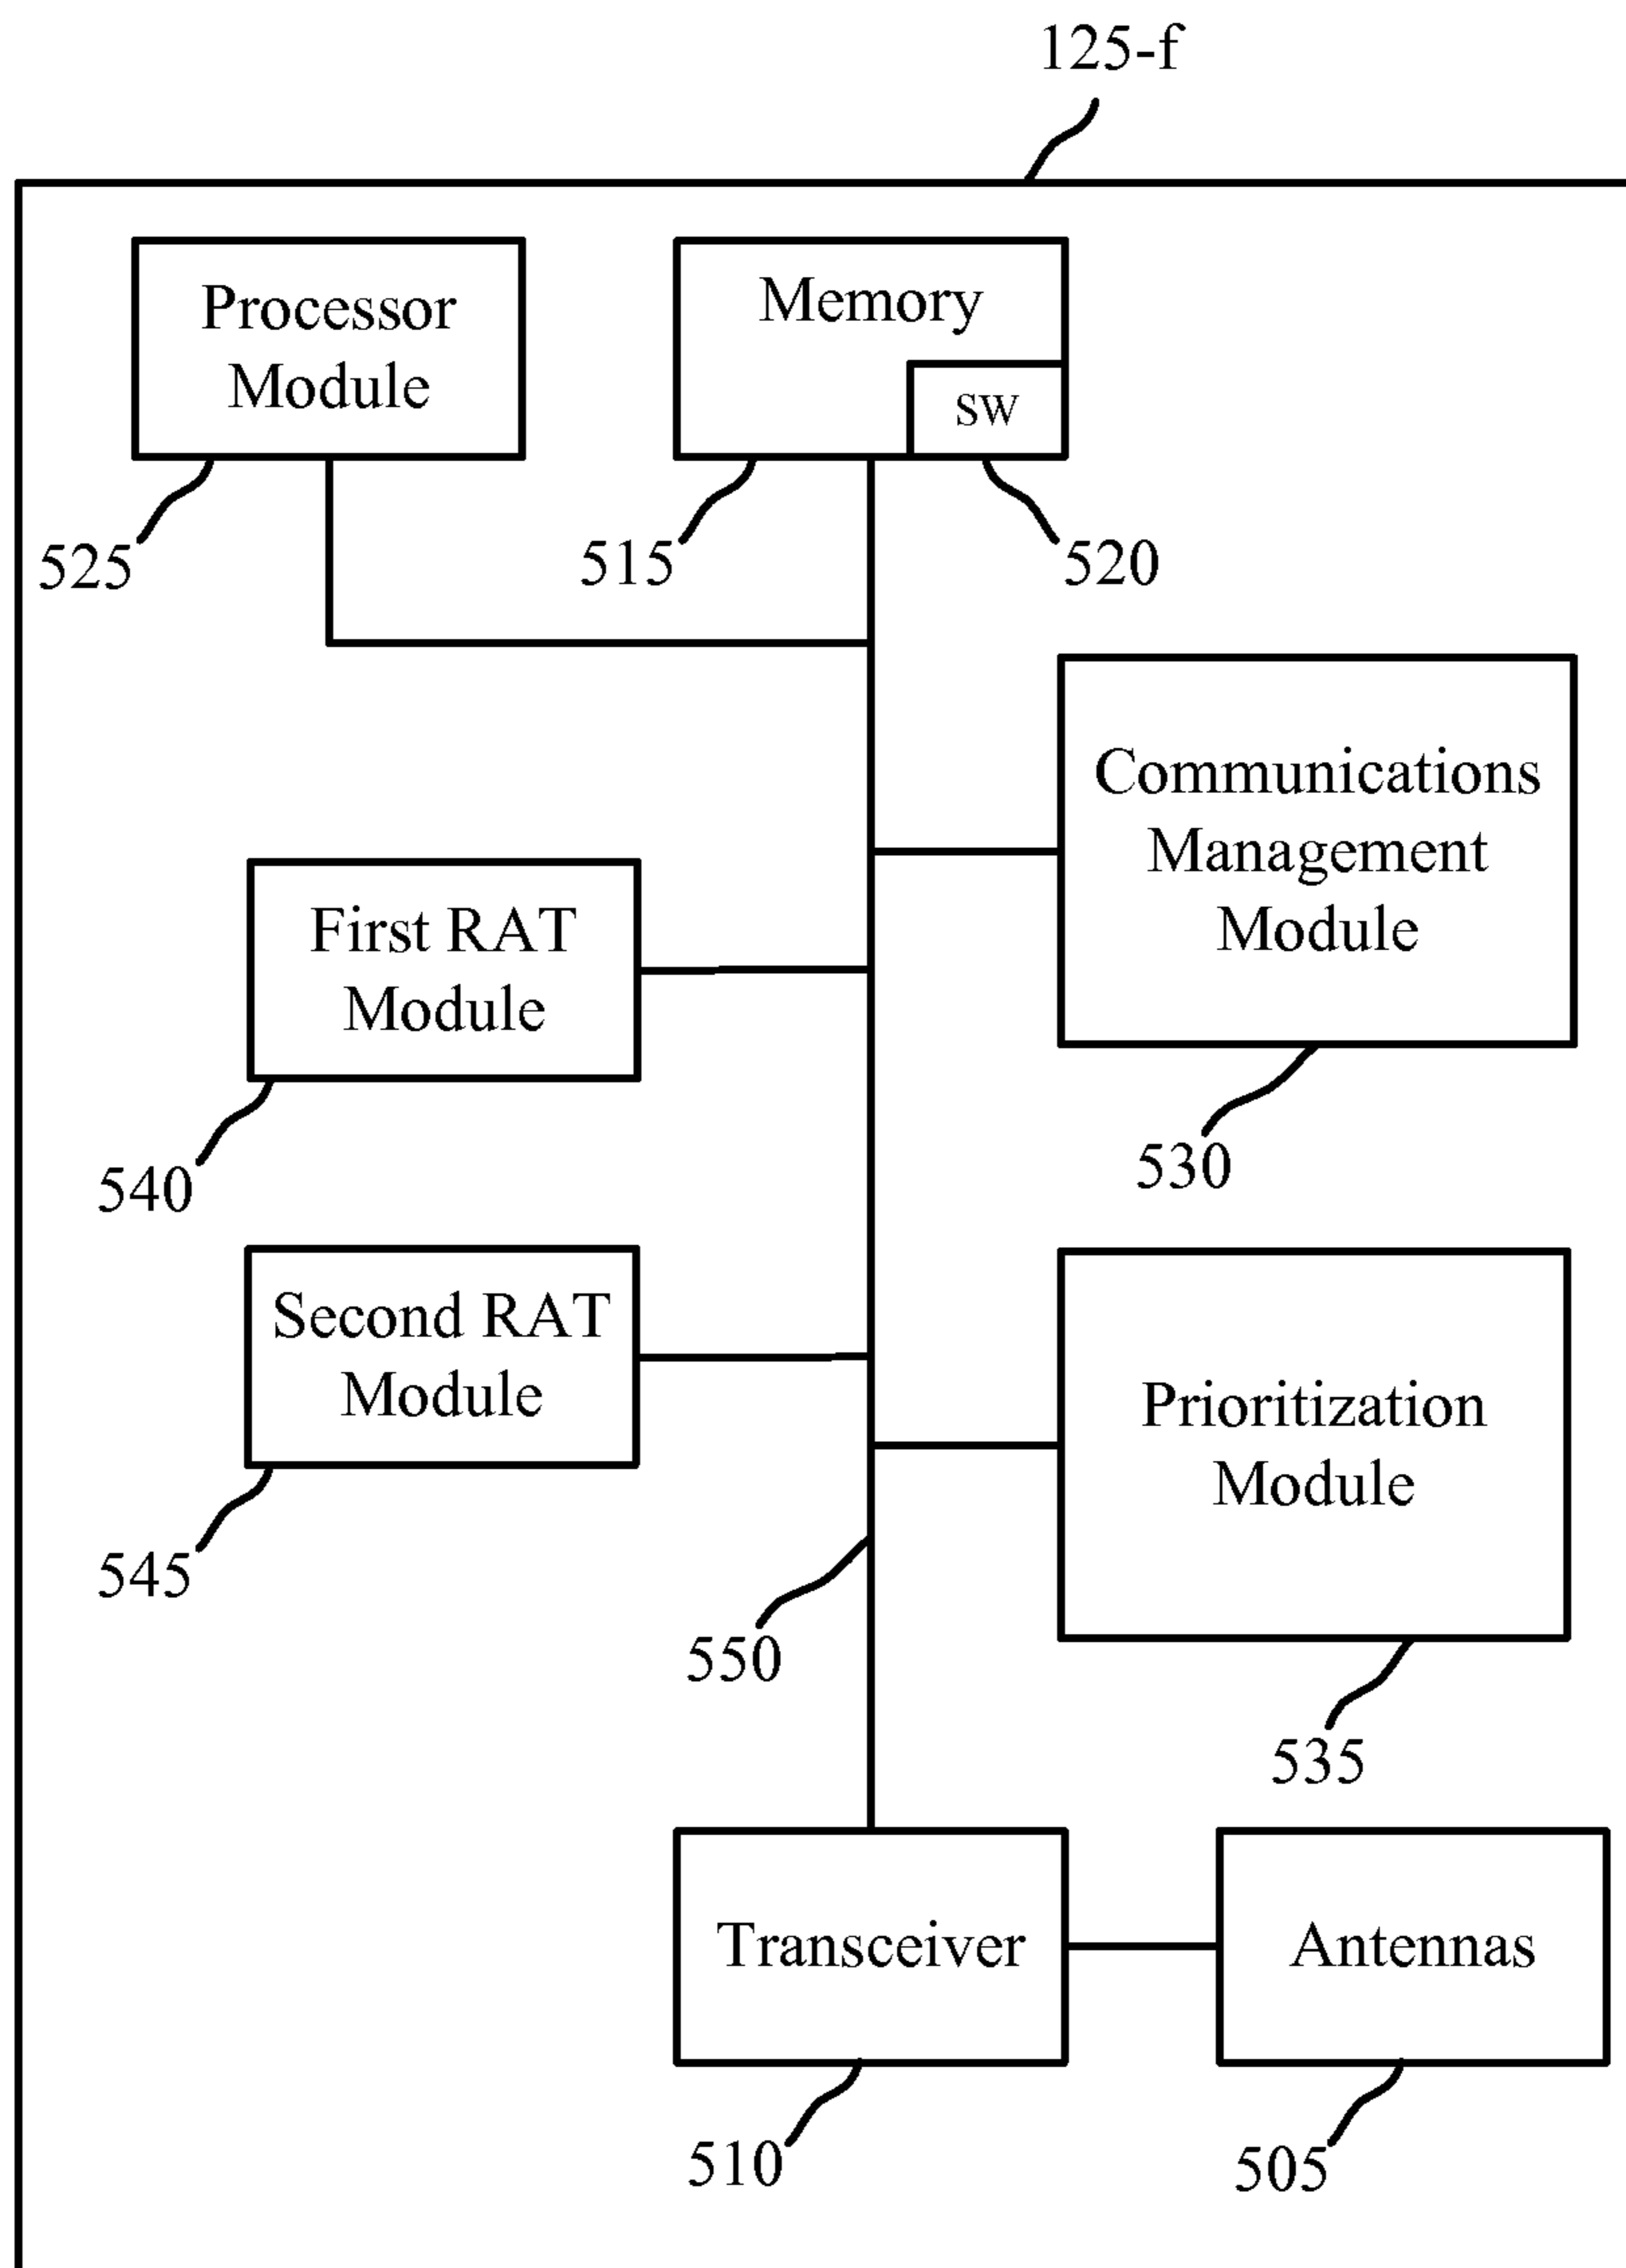 125-f
Processor
Module
Memory
SW
525
515
520
Communications
Management
Module
First RAT
Module
540
530
Second RAT
Module
Prioritization
Module
545
550
535
Transceiver
Antennas
510
505